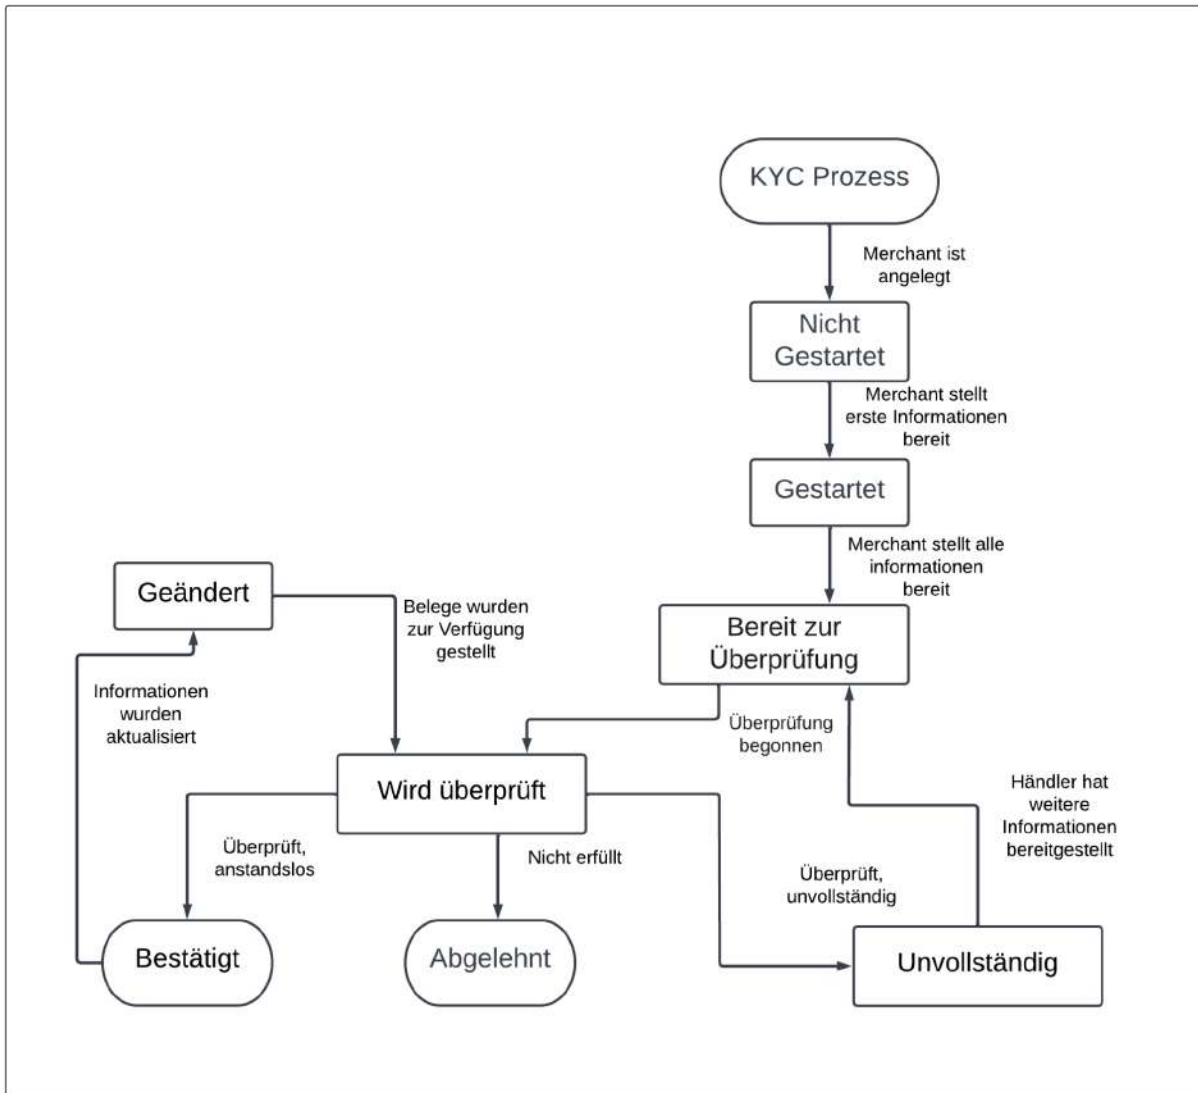 KYC Prozess
Merchant ist
angelegt
Nicht
Gestartet
Merchant stellt
erste Informationen
bereit
Gestartet
Merchant stellt alle
informationen
bereit
Geändert
Belege wurden
zur Verfügung
gestellt
Bereit zur
Überprüfung
Informationen
wurden
aktualisiert
Überprüfung
begonnen
Wird überprüft
Händler hat
weitere
Informationen
bereitgestellt
Überprüft,
anstandslos
Nicht erfüllt
Überprüft,
unvollständig
Bestätigt
Abgelehnt
Unvollständig